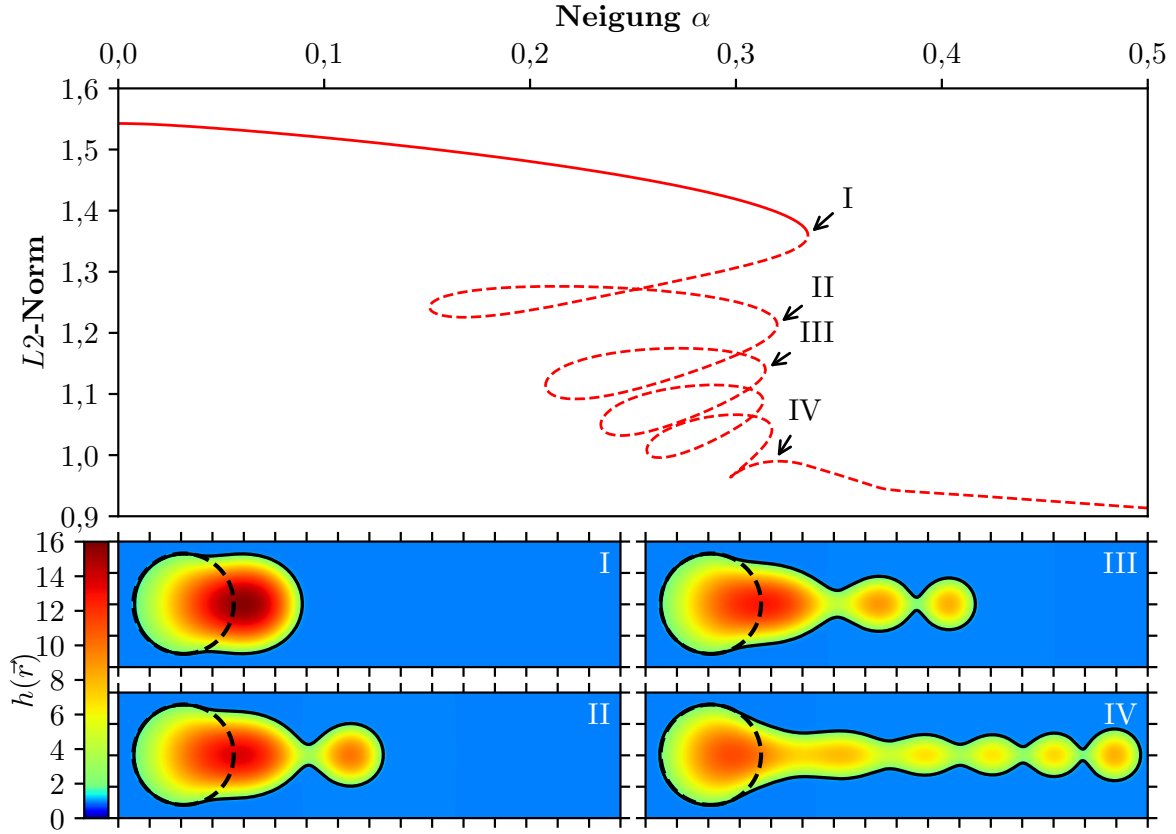 Neigung α
0,0 0,1 0,2 0,3 0,4 0,5
L2-Norm
1,6
1,5
1,4
1,3
1,2
1,1
1,0
0,9
I
II
III
IV
h(r⃗)
16
14
12
10
8
6
4
2
0
I
III
II
IV